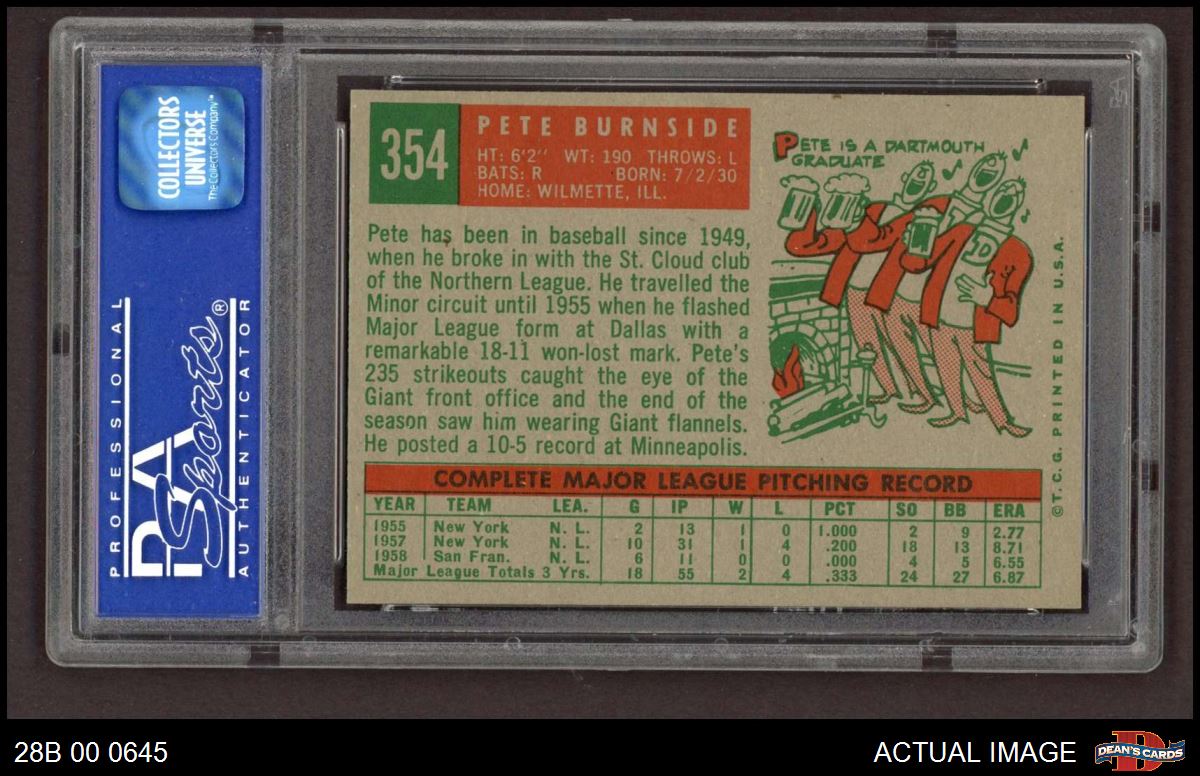 COLLECTORS
UNIVERSE
The Collectors Company™
PROFESSIONAL
PSA
Sports®
AUTHENTICATOR
354
PETE BURNSIDE
HT: 6'2" WT: 190 THROWS: L
BATS: R BORN: 7/2/30
HOME: WILMETTE, ILL.
PETE IS A DARTMOUTH
GRADUATE
D
Pete has been in baseball since 1949,
when he broke in with the St. Cloud club
of the Northern League. He travelled the
Minor circuit until 1955 when he flashed
Major League form at Dallas with a
remarkable 18-11 won-lost mark. Pete's
235 strikeouts caught the eye of the
Giant front office and the end of the
season saw him wearing Giant flannels.
He posted a 10-5 record at Minneapolis.
COMPLETE MAJOR LEAGUE PITCHING RECORD
YEAR TEAM LEA. G IP W L PCT SO BB ERA
1955 New York N. L. 2 13 1 0 1.000 2 9 2.77
1957 New York N. L. 10 31 1 4 .200 18 13 8.71
1958 San Fran. N. L. 6 11 0 0 .000 4 5 6.55
Major League Totals 3 Yrs. 18 55 2 4 .333 24 27 6.87
©T. C. G. PRINTED IN U.S.A.
28B 00 0645
ACTUAL IMAGE
DEAN'S CARDS